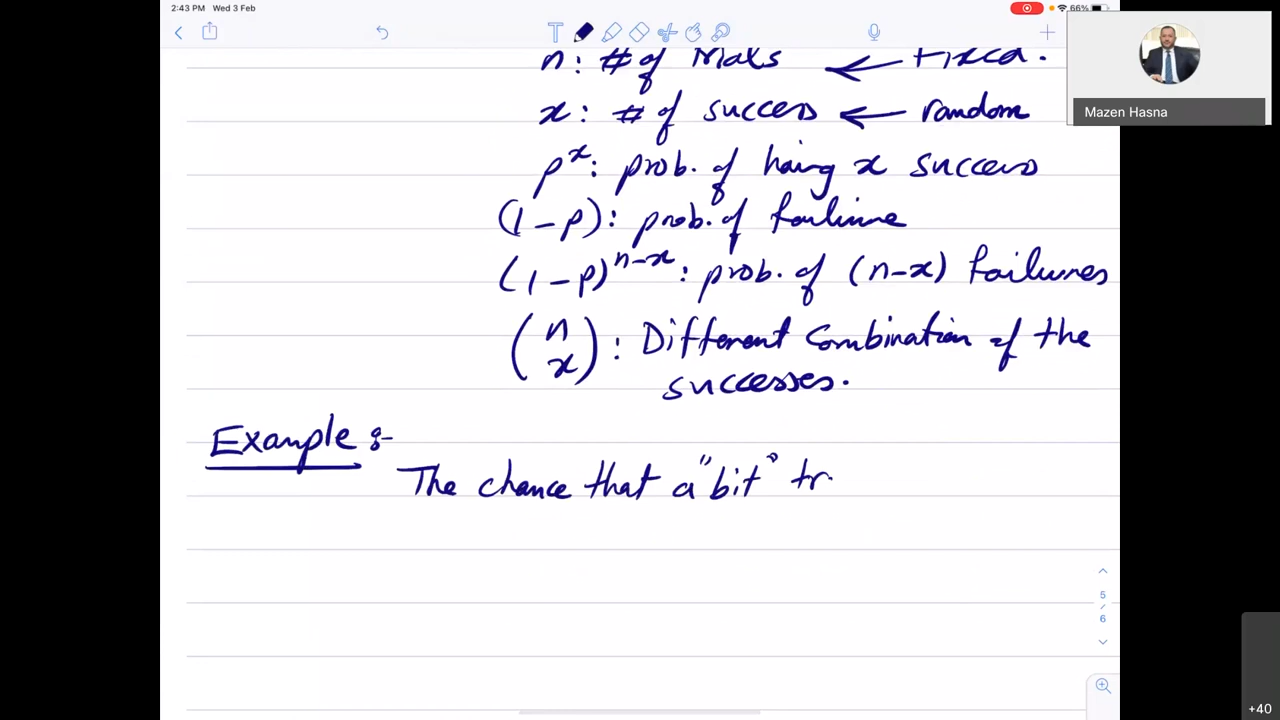 2:43 PM Wed 3 Feb
66%
n: # of trials ← fixed.
Mazen Hasna
x: # of success ← random
p^x: prob. of having x success
(1-p): prob. of failure
(1-p)^{n-x}: prob. of (n-x) failures
(n x): Different Combination of the
successes.
Example :-
The chance that a "bit" tr
5
/
6
+40